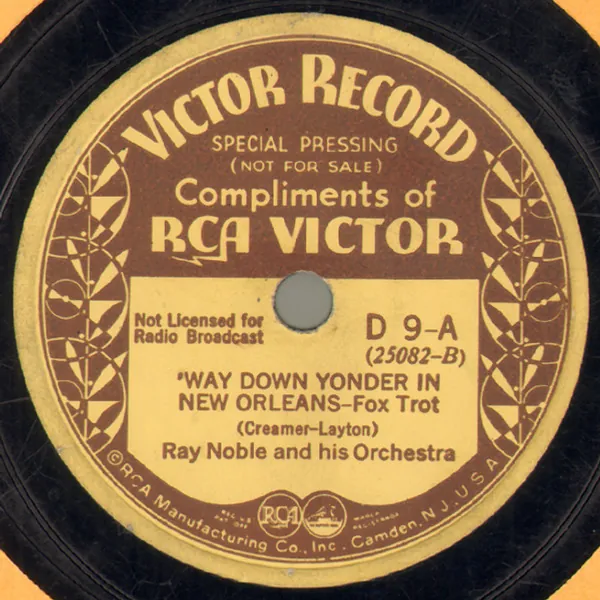 VICTOR RECORD
SPECIAL PRESSING
(NOT FOR SALE)
Compliments of
RCA VICTOR
Not Licensed for
Radio Broadcast
D 9-A
(25082-B)
'WAY DOWN YONDER IN
NEW ORLEANS-Fox Trot
(Creamer-Layton)
Ray Noble and his Orchestra
RCA
MARCA
REGISTRADA
©RCA Manufacturing Co., Inc. Camden, N.J., U.S.A.